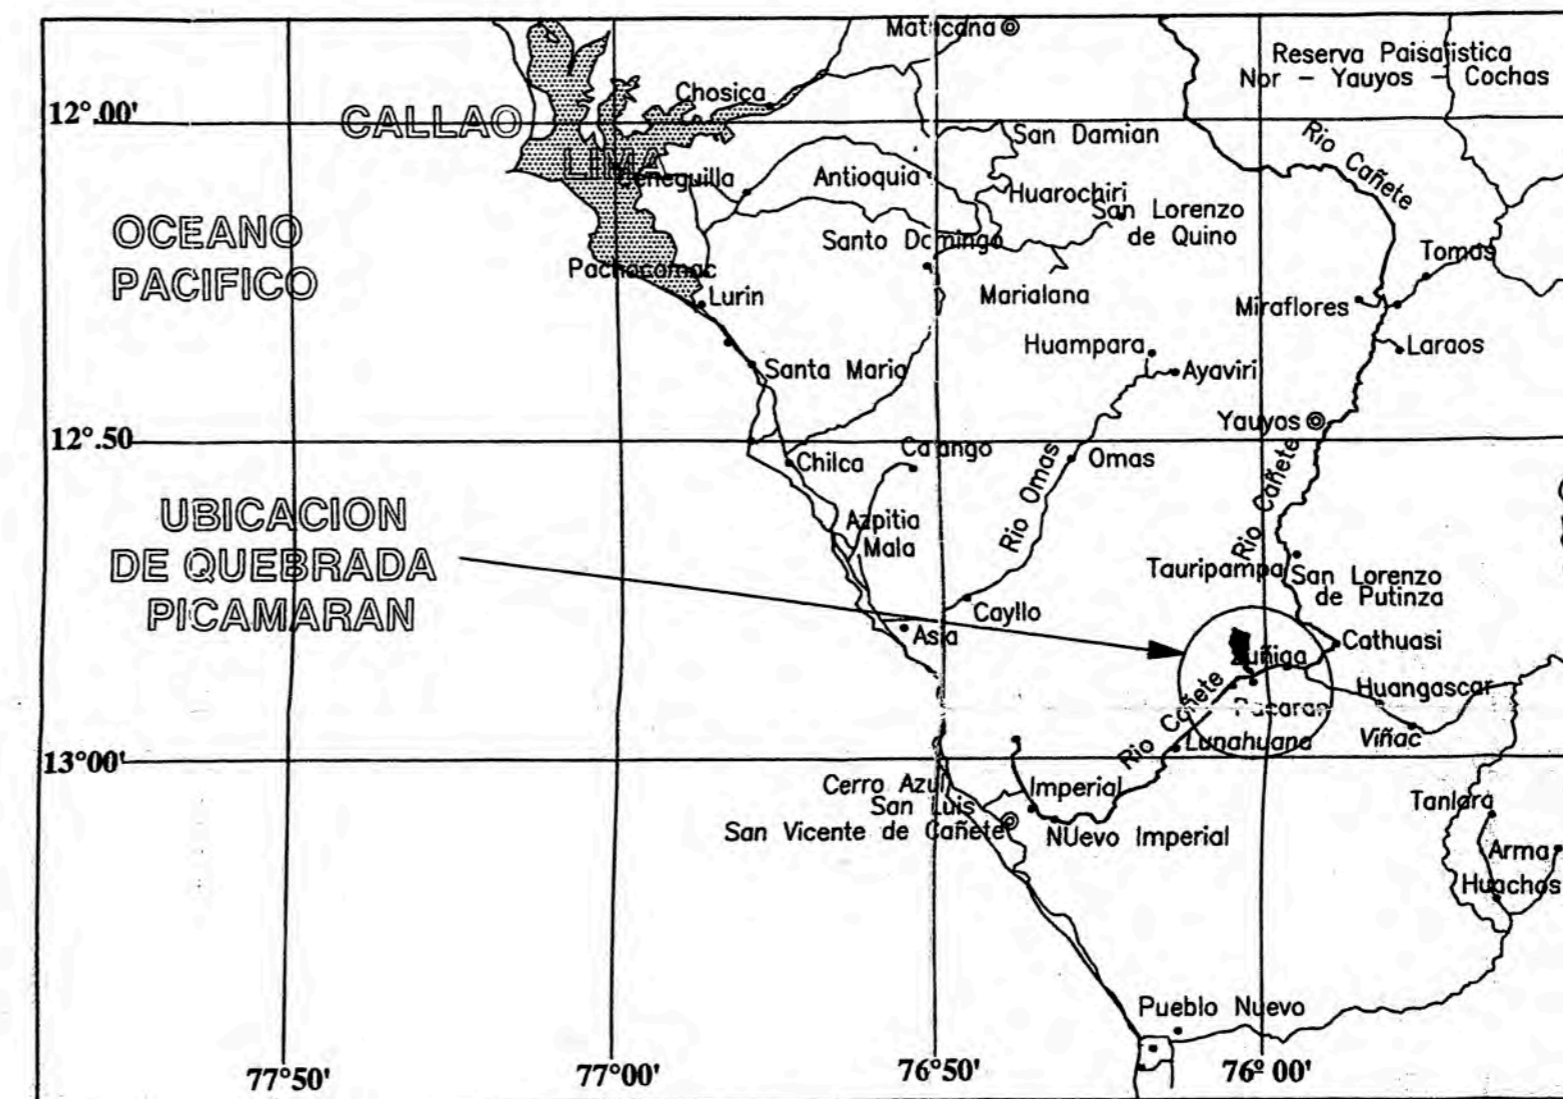 Matucana
Reserva Paisajistica
Nor - Yauyos - Cochas
Chosica
12°.00'
CALLAO
San Damian
Rio Cañete
LIMA
Cieneguilla
Antioquia
Huarochiri
San Lorenzo
de Quino
OCEANO
PACIFICO
Santo Domingo
Tomas
Pachacamac
Lurin
Marialana
Miraflores
Huampara
Laraos
Santa Maria
Ayaviri
Yauyos
12°.50
Calango
Chilca
Omas
Rio Omas
Rio Cañete
UBICACION
DE QUEBRADA
PICAMARAN
Azpitia
Mala
Tauripampa
San Lorenzo
de Putinza
Cayllo
Asia
Cathuasi
Zuñiga
Rio Cañete
Huangascar
Pacaran
Lunahuana
Viñac
13°00'
Cerro Azul
Imperial
San Luis
San Vicente de Cañete
NUevo Imperial
Tanlara
Arma
Huachos
Pueblo Nuevo
77°50'
77°00'
76°50'
76° 00'